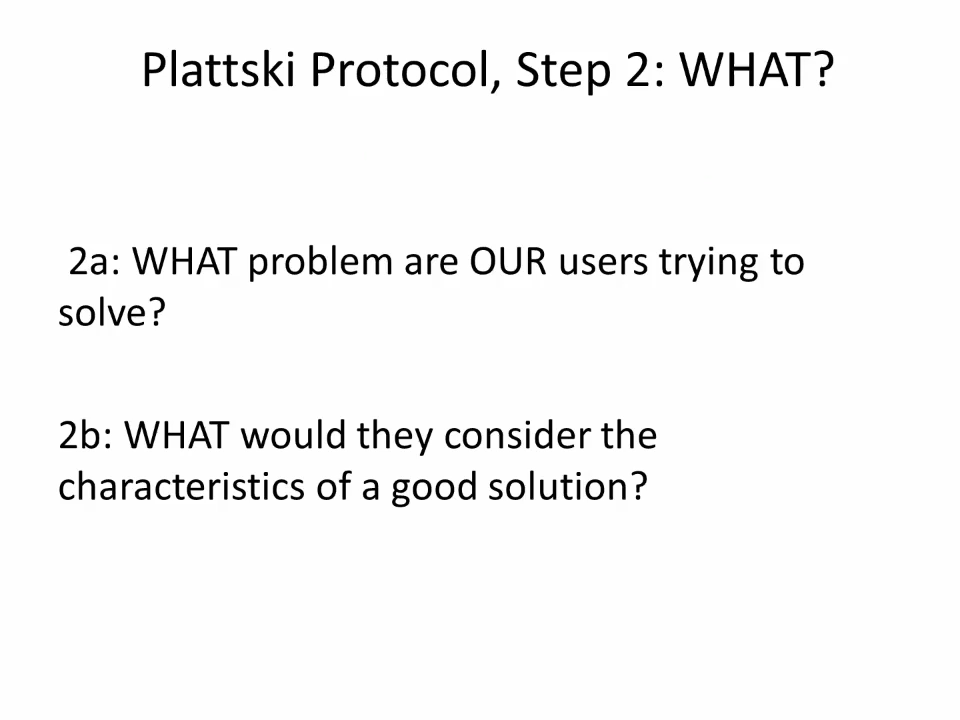 Plattski Protocol, Step 2: WHAT?
2a: WHAT problem are OUR users trying to
solve?
2b: WHAT would they consider the
characteristics of a good solution?